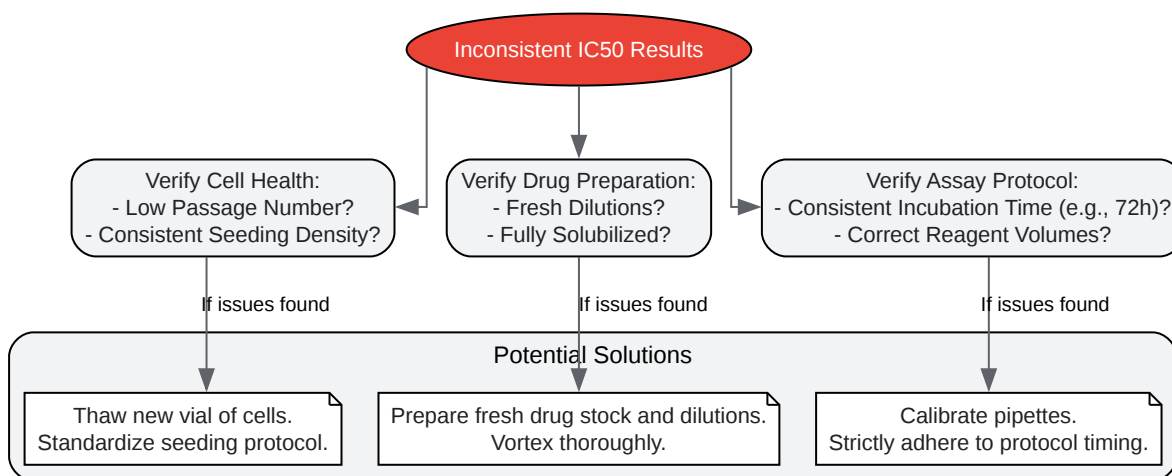 Inconsistent IC50 Results
Verify Cell Health:
- Low Passage Number?
- Consistent Seeding Density?
Verify Drug Preparation:
- Fresh Dilutions?
- Fully Solubilized?
Verify Assay Protocol:
- Consistent Incubation Time (e.g., 72h)?
- Correct Reagent Volumes?
If issues found
If issues found
If issues found
Potential Solutions
Thaw new vial of cells.
Standardize seeding protocol.
Prepare fresh drug stock and dilutions.
Vortex thoroughly.
Calibrate pipettes.
Strictly adhere to protocol timing.